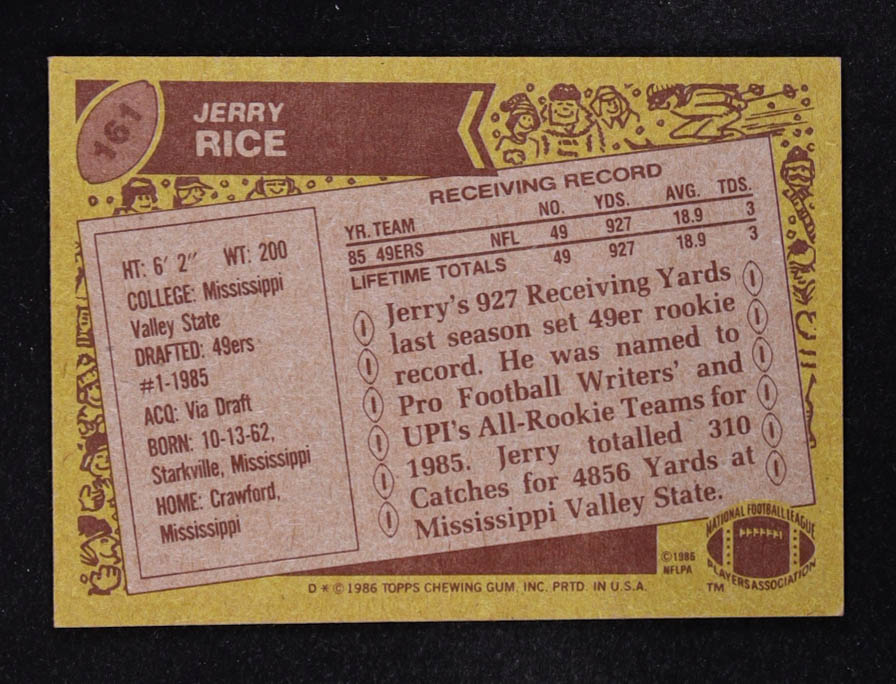 161
JERRY
RICE
RECEIVING RECORD
YR. TEAM NO. YDS. AVG. TDS.
85 49ERS NFL 49 927 18.9 3
LIFETIME TOTALS 49 927 18.9 3
HT: 6' 2" WT: 200
COLLEGE: Mississippi
Valley State
DRAFTED: 49ers
#1-1985
ACQ: Via Draft
BORN: 10-13-62,
Starkville, Mississippi
HOME: Crawford,
Mississippi
Jerry's 927 Receiving Yards
last season set 49er rookie
record. He was named to
Pro Football Writers' and
UPI's All-Rookie Teams for
1985. Jerry totalled 310
Catches for 4856 Yards at
Mississippi Valley State.
©1986
NFLPA
NATIONAL FOOTBALL LEAGUE
PLAYERS ASSOCIATION
TM
D * © 1986 TOPPS CHEWING GUM, INC. PRTD. IN U.S.A.